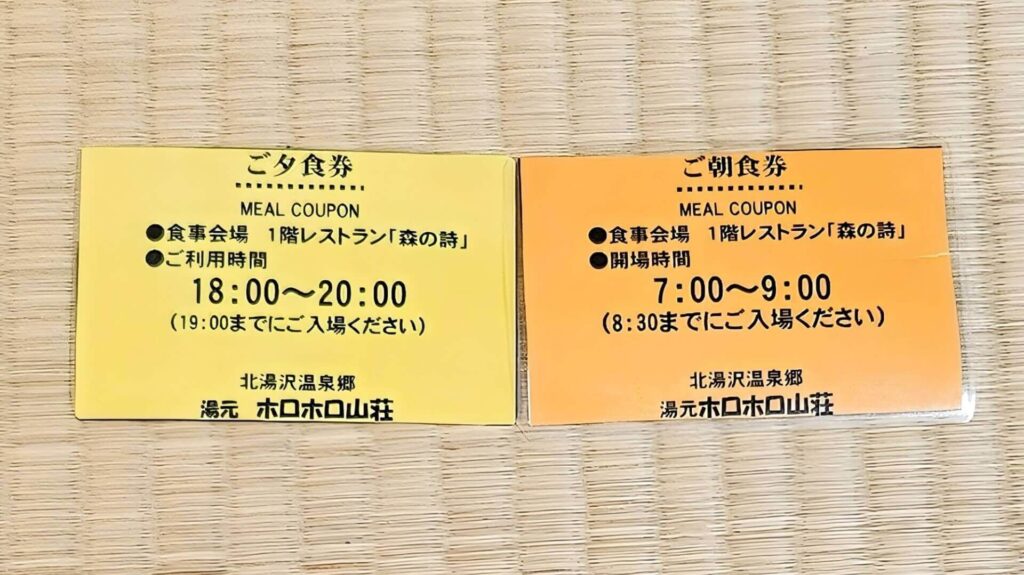 ご夕食券
MEAL COUPON
●食事会場 1階レストラン「森の詩」
●ご利用時間
18:00～20:00
(19:00までにご入場ください)
北湯沢温泉郷
湯元 ホロホロ山荘
ご朝食券
MEAL COUPON
●食事会場 1階レストラン「森の詩」
●開場時間
7:00～9:00
(8:30までにご入場ください)
北湯沢温泉郷
湯元 ホロホロ山荘